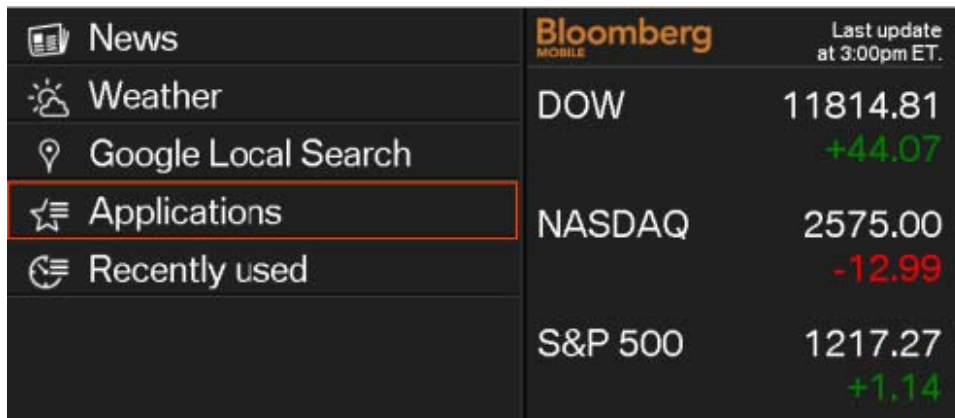 News
Weather
Google Local Search
Applications
Recently used
Bloomberg
MOBILE
Last update
at 3:00pm ET.
DOW 11814.81
+44.07
NASDAQ 2575.00
-12.99
S&P 500 1217.27
+1.14